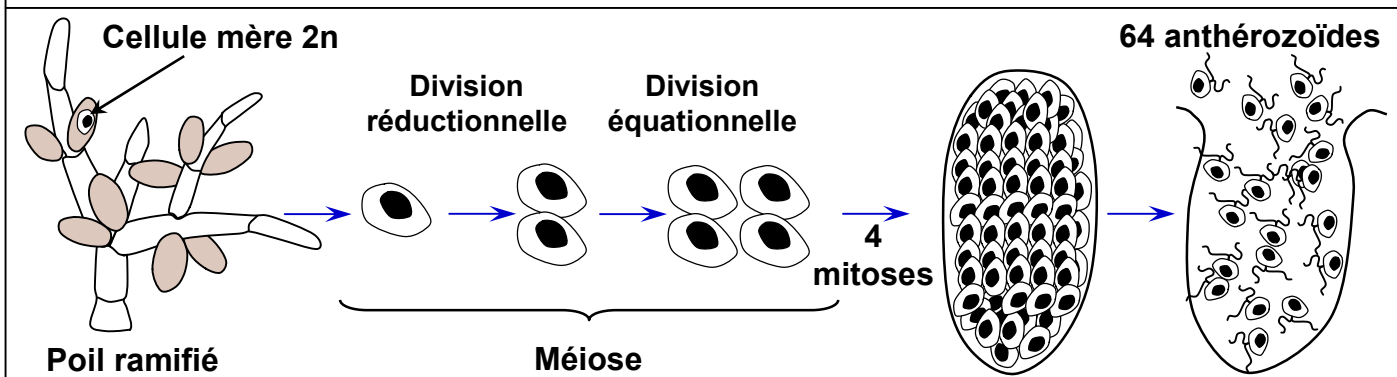 Cellule mère 2n
64 anthérozoïdes
Division
réductionnelle
Division
équationnelle
4
mitoses
Poil ramifié
Méiose